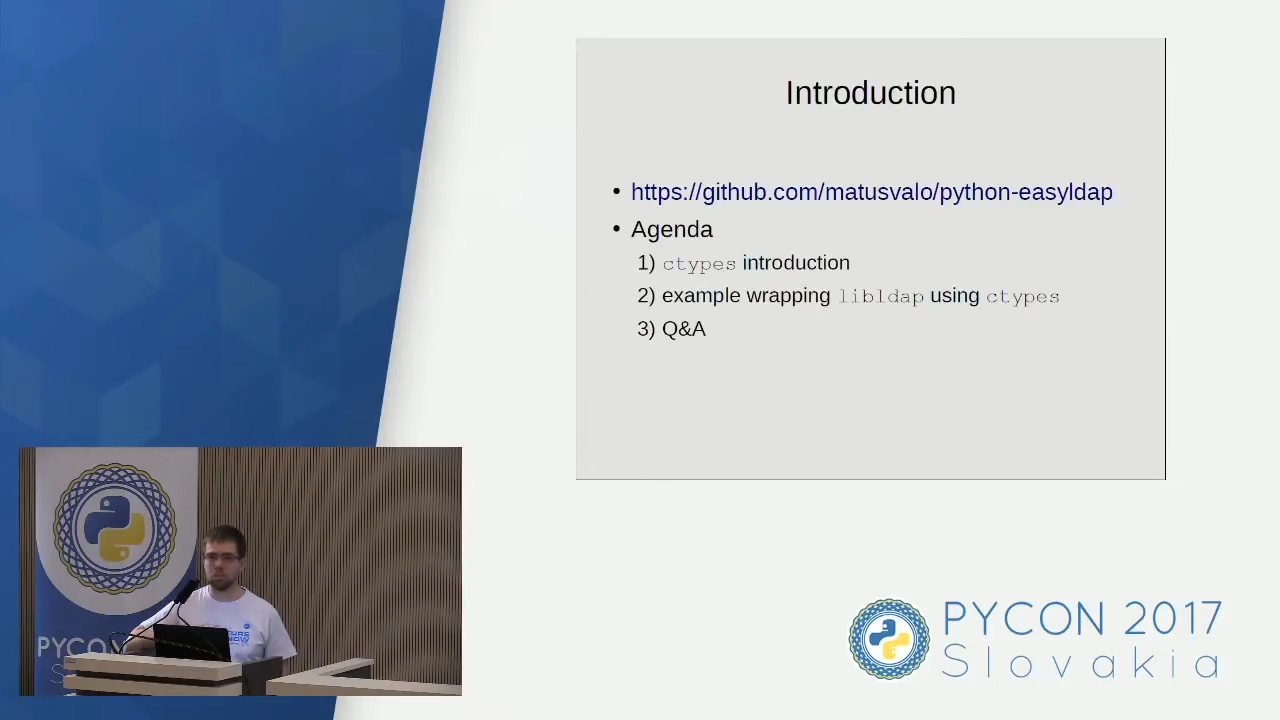 Introduction
• https://github.com/matusvalo/python-easyldap
• Agenda
1) ctypes introduction
2) example wrapping libldap using ctypes
3) Q&A
PYCON
PYCON 2017
Slovakia